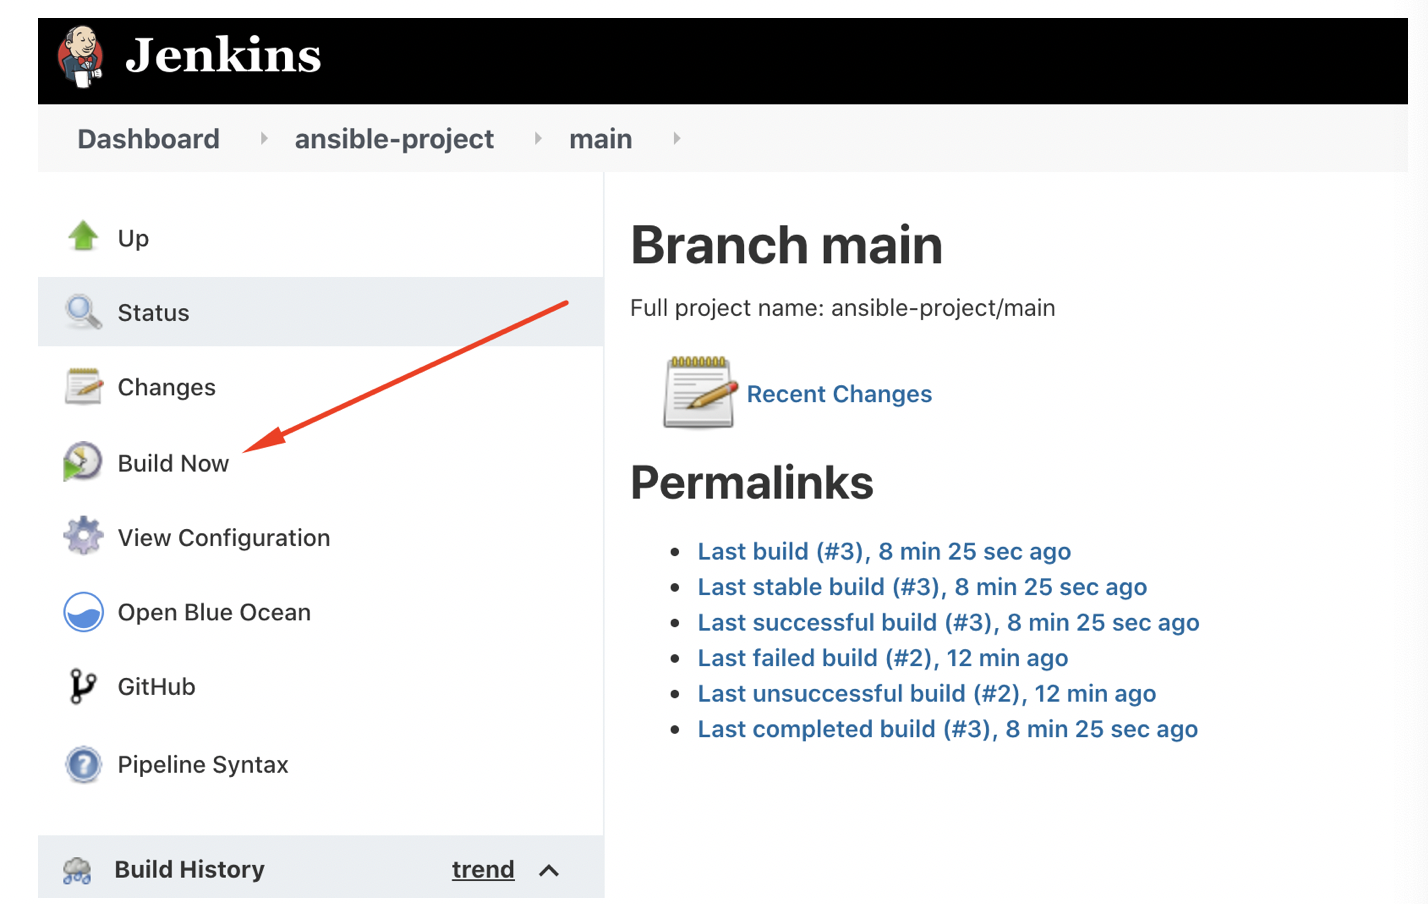 Jenkins
Dashboard
ansible-project
main
Up
Status
Changes
Build Now
View Configuration
Open Blue Ocean
GitHub
Pipeline Syntax
Build History
trend
Branch main
Full project name: ansible-project/main
Recent Changes
Permalinks
Last build (#3), 8 min 25 sec ago
Last stable build (#3), 8 min 25 sec ago
Last successful build (#3), 8 min 25 sec ago
Last failed build (#2), 12 min ago
Last unsuccessful build (#2), 12 min ago
Last completed build (#3), 8 min 25 sec ago